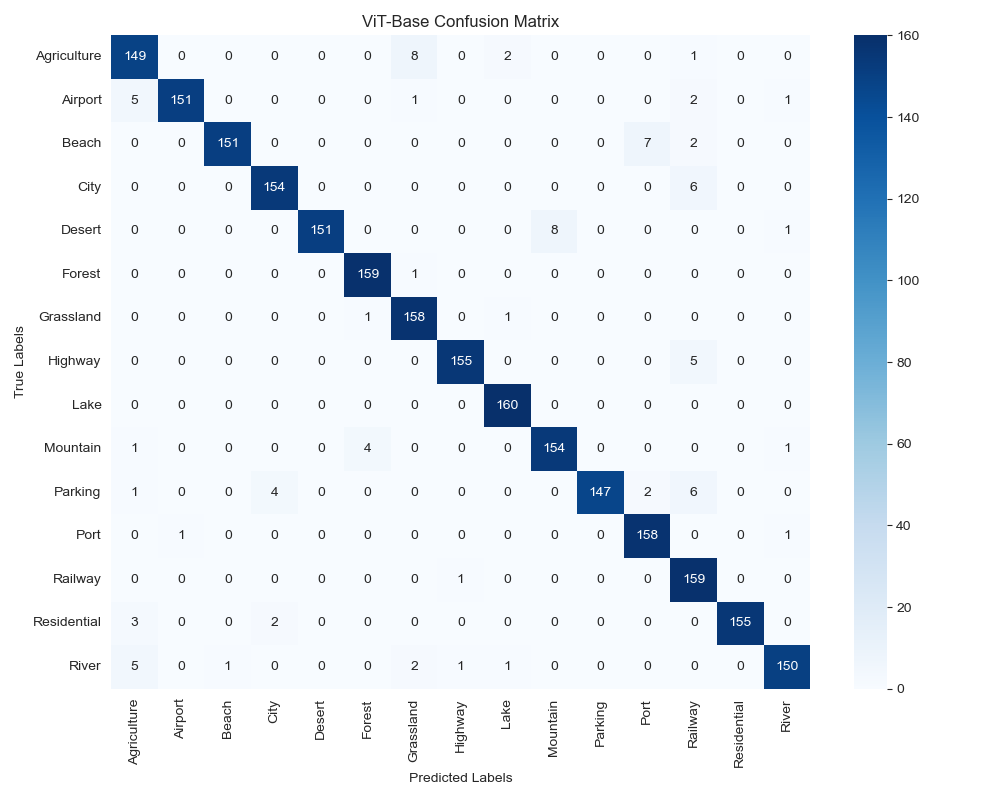 ViT-Base Confusion Matrix
Agriculture 149 0 0 0 0 0 8 0 2 0 0 0 1 0 0
Airport 5 151 0 0 0 0 1 0 0 0 0 0 2 0 1
Beach 0 0 151 0 0 0 0 0 0 0 0 7 2 0 0
City 0 0 0 154 0 0 0 0 0 0 0 0 6 0 0
Desert 0 0 0 0 151 0 0 0 0 8 0 0 0 0 1
Forest 0 0 0 0 0 159 1 0 0 0 0 0 0 0 0
Grassland 0 0 0 0 0 1 158 0 1 0 0 0 0 0 0
Highway 0 0 0 0 0 0 0 155 0 0 0 0 5 0 0
Lake 0 0 0 0 0 0 0 0 160 0 0 0 0 0 0
Mountain 1 0 0 0 0 4 0 0 0 154 0 0 0 0 1
Parking 1 0 0 4 0 0 0 0 0 0 147 2 6 0 0
Port 0 1 0 0 0 0 0 0 0 0 0 158 0 0 1
Railway 0 0 0 0 0 0 0 1 0 0 0 0 159 0 0
Residential 3 0 0 2 0 0 0 0 0 0 0 0 0 155 0
River 5 0 1 0 0 0 2 1 1 0 0 0 0 0 150
True Labels
Agriculture Airport Beach City Desert Forest Grassland Highway Lake Mountain Parking Port Railway Residential River
Predicted Labels
160
140
120
100
80
60
40
20
0